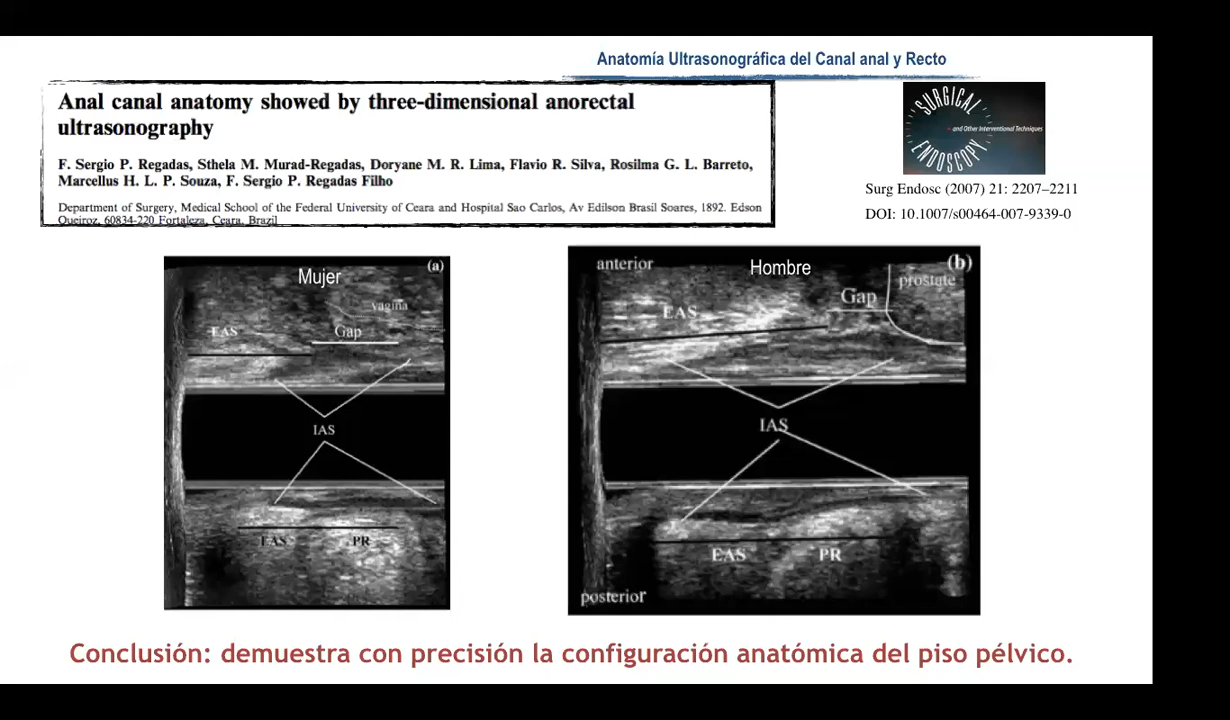 Anatomía Ultrasonográfica del Canal anal y Recto
Anal canal anatomy showed by three-dimensional anorectal
ultrasonography
F. Sergio P. Regadas, Sthela M. Murad-Regadas, Doryane M. R. Lima, Flavio R. Silva, Rosilma G. L. Barreto,
Marcellus H. L. P. Souza, F. Sergio P. Regadas Filho
Department of Surgery, Medical School of the Federal University of Ceara and Hospital Sao Carlos, Av Edilson Brasil Soares, 1892. Edson
Queiroz, 60834-220 Fortaleza, Ceara, Brazil
SURGICAL
and Other Interventional Techniques
ENDOSCOPY
Surg Endosc (2007) 21: 2207–2211
DOI: 10.1007/s00464-007-9339-0
(a)
Mujer
vagina
EAS
Gap
IAS
EAS
PR
(b)
anterior
Hombre
prostate
Gap
EAS
IAS
EAS
PR
posterior
Conclusión: demuestra con precisión la configuración anatómica del piso pélvico.